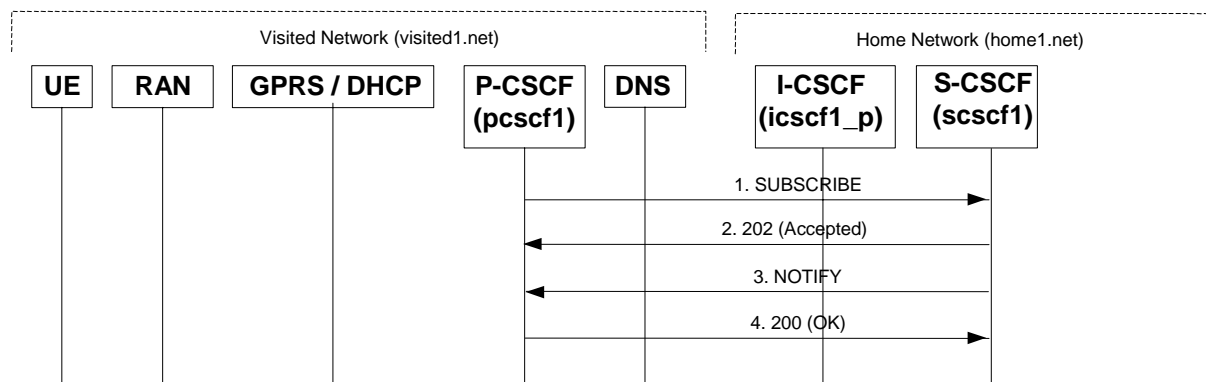 Visited Network (visited1.net)
Home Network (home1.net)
UE
RAN
GPRS / DHCP
P-CSCF
(pcscf1)
DNS
I-CSCF
(icscf1_p)
S-CSCF
(scscf1)
1. SUBSCRIBE
2. 202 (Accepted)
3. NOTIFY
4. 200 (OK)